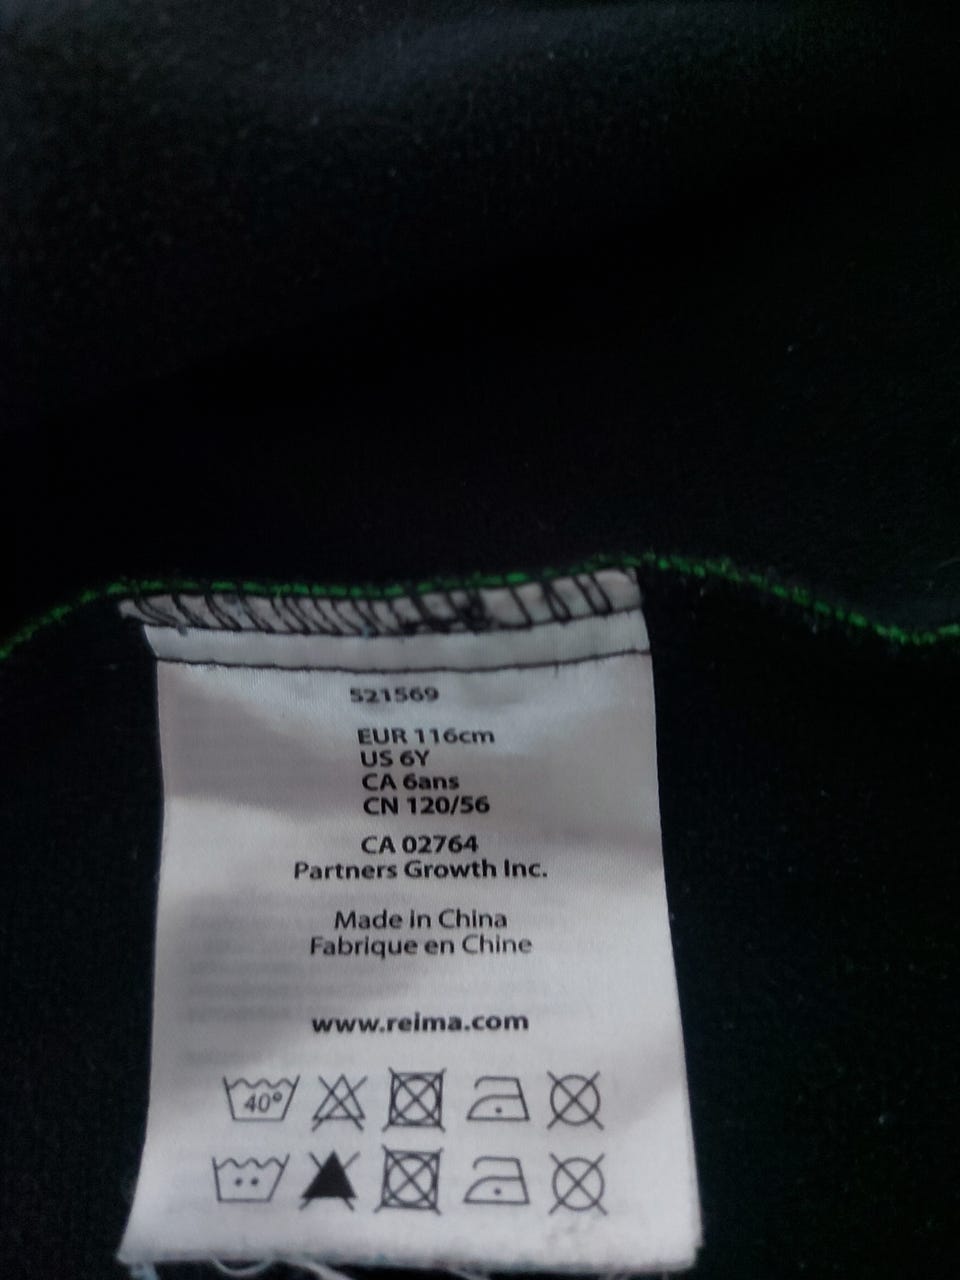 521569
EUR 116cm
US 6Y
CA 6ans
CN 120/56
CA 02764
Partners Growth Inc.
Made in China
Fabrique en Chine
www.reima.com
40°